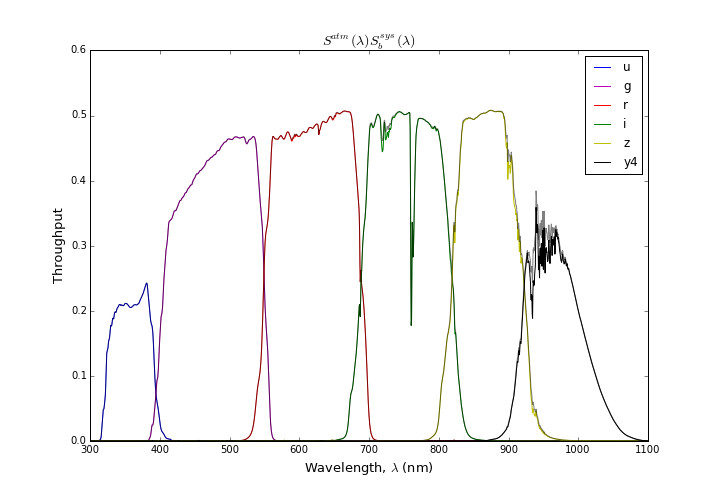 S^{atm}(λ)S_b^{sys}(λ)
0.6
0.5
0.4
0.3
0.2
0.1
0.0
Throughput
300 400 500 600 700 800 900 1000 1100
Wavelength, λ (nm)
u
g
r
i
z
y4